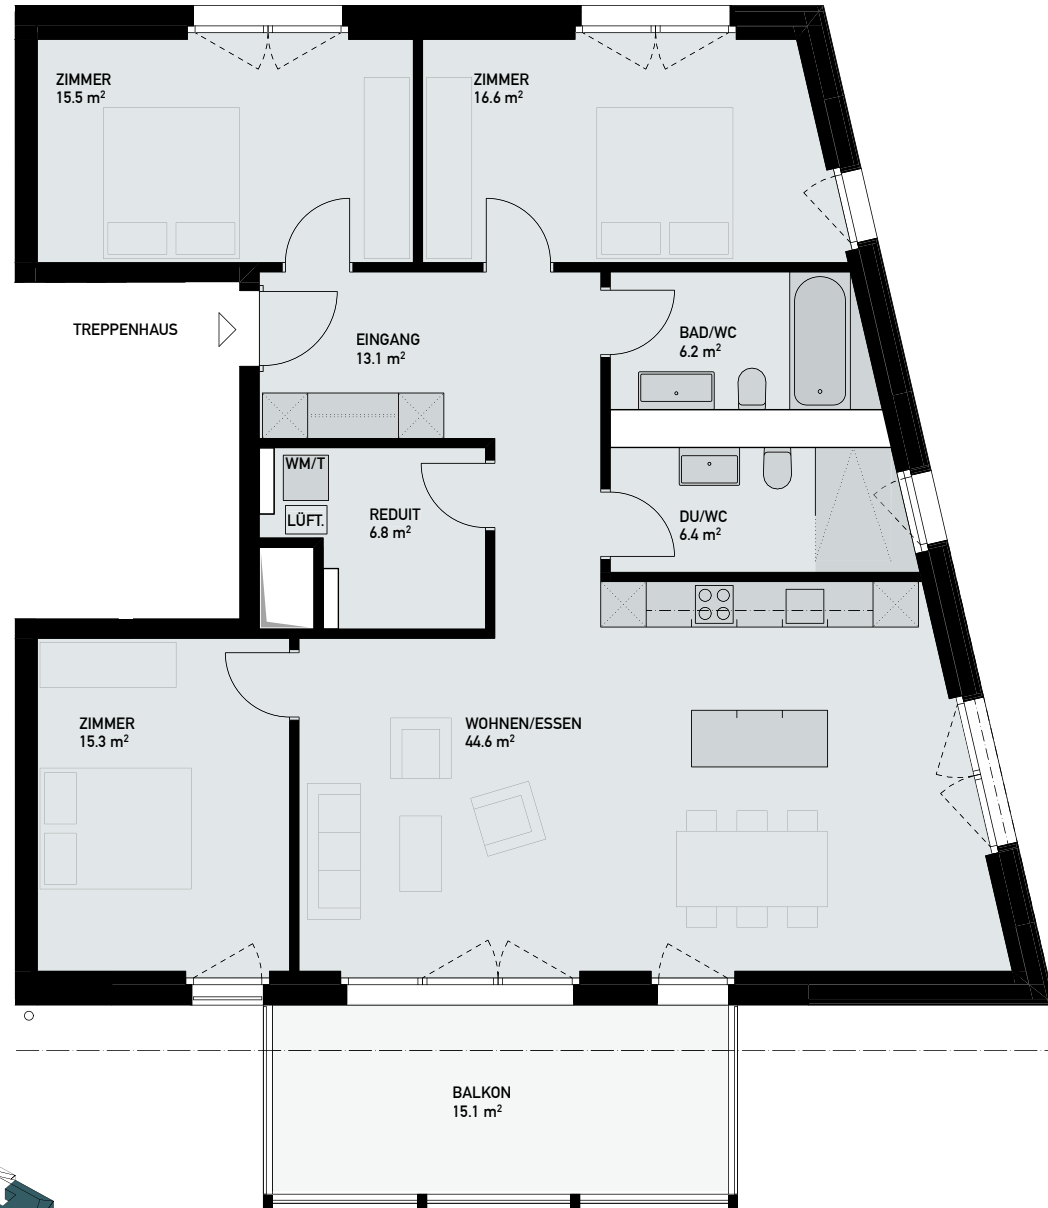 ZIMMER
15.5 m²
ZIMMER
16.6 m²
TREPPENHAUS
EINGANG
13.1 m²
BAD/WC
6.2 m²
WM/T
LÜFT.
REDUIT
6.8 m²
DU/WC
6.4 m²
ZIMMER
15.3 m²
WOHNEN/ESSEN
44.6 m²
BALKON
15.1 m²